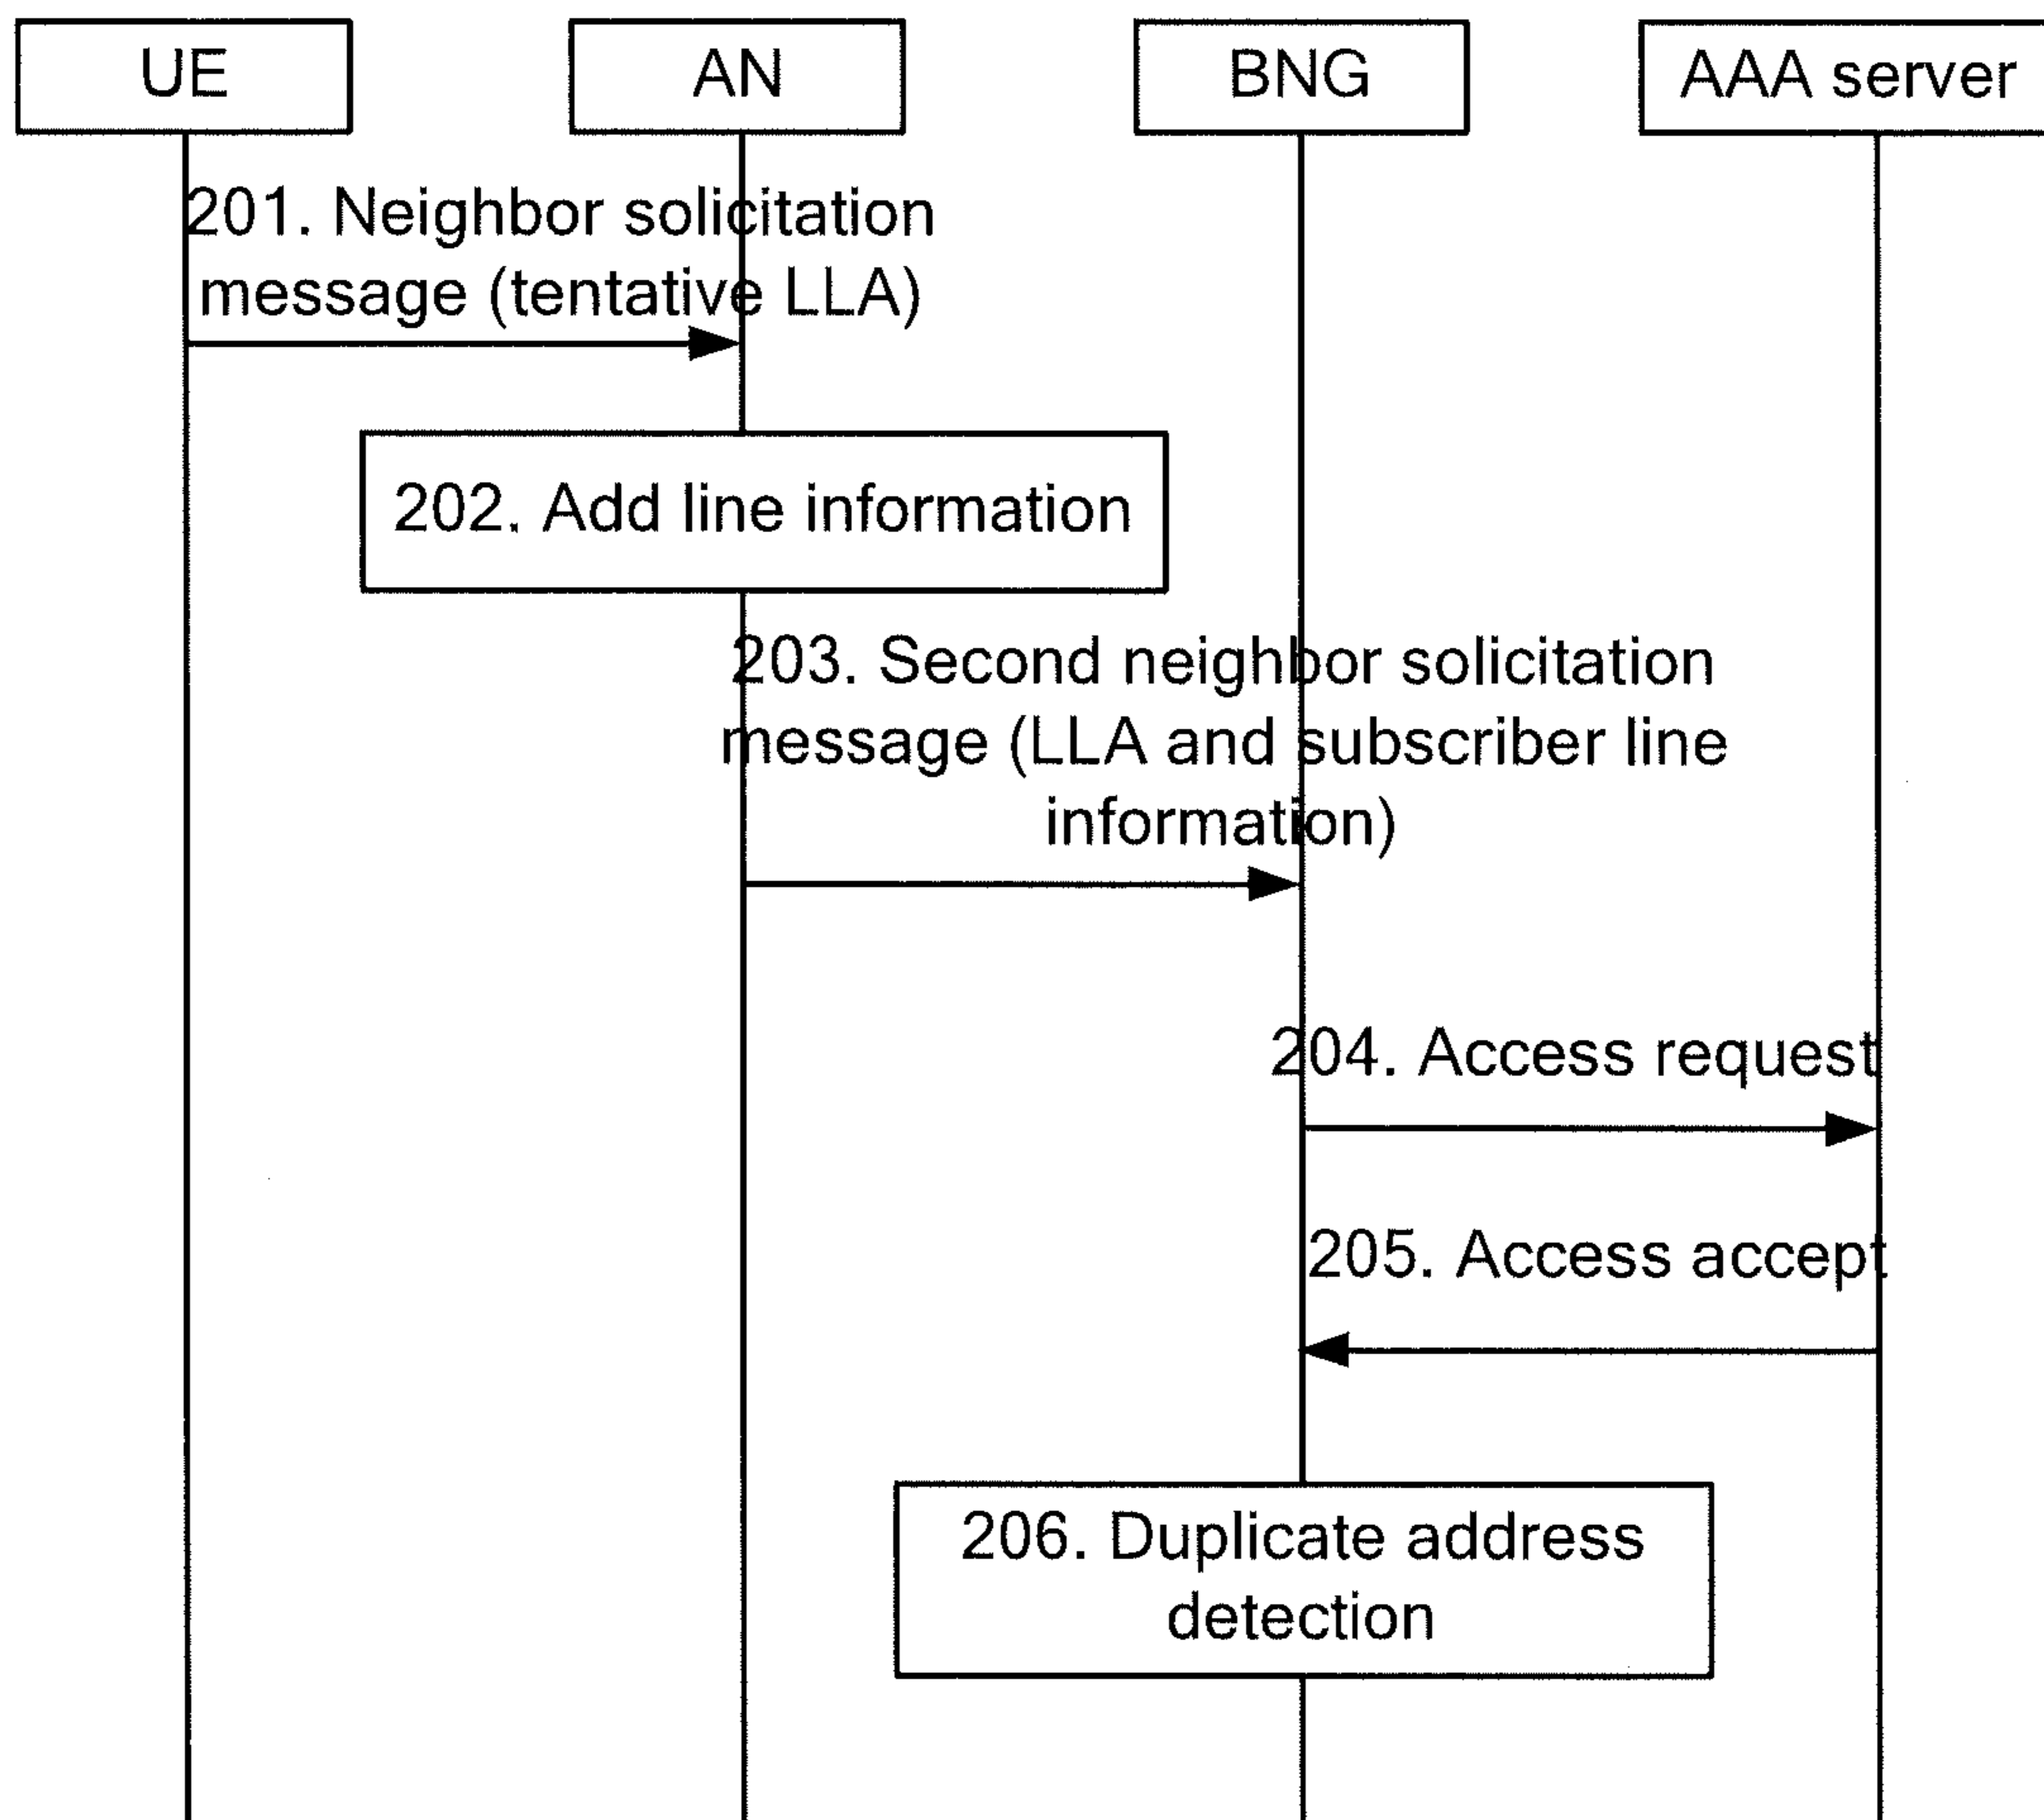 UE
AN
BNG
AAA server
201. Neighbor solicitation
message (tentative LLA)
202. Add line information
203. Second neighbor solicitation
message (LLA and subscriber line
information)
204. Access request
205. Access accept
206. Duplicate address
detection